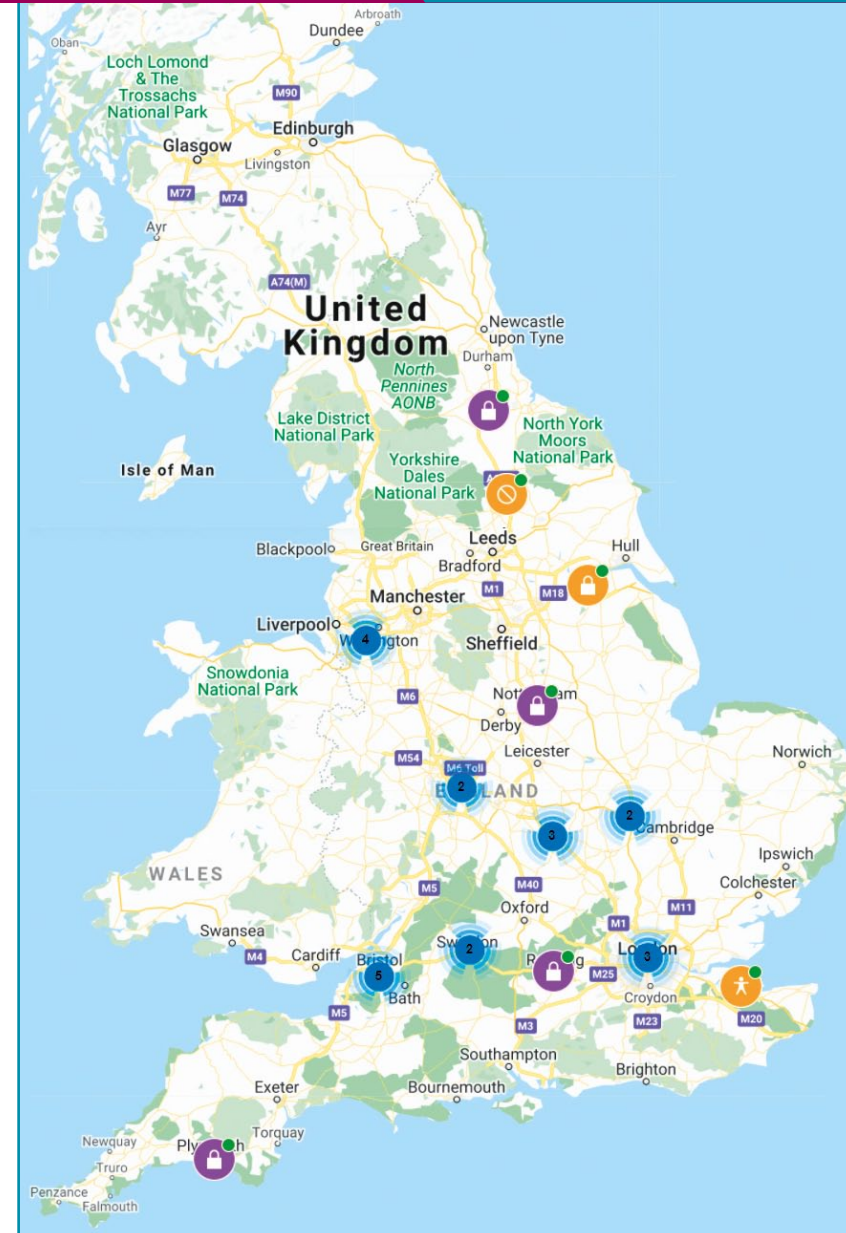 Arbroath
Dundee
Oban
Loch Lomond
& The
Trossachs
National Park
M90
Edinburgh
Glasgow
Livingston
M77
M74
Ayr
A74(M)
United
Kingdom
Newcastle
upon Tyne
Durham
North
Pennines
AONB
Lake District
National Park
North York
Moors
National Park
Isle of Man
Yorkshire
Dales
National Park
Leeds
Hull
Blackpool
Great Britain
Bradford
M1
M18
Manchester
Liverpool
4
Sheffield
Snowdonia
National Park
M6
Derby
M54
Leicester
Norwich
M6 Toll
2
2
3
Cambridge
WALES
Ipswich
M5
M40
Colchester
Oxford
M11
M1
Swansea
M4
Cardiff
Bristol
2
3
5
M25
Bath
Croydon
M5
M3
M23
M20
Southampton
Brighton
Exeter
Bournemouth
Torquay
Newquay
Truro
Penzance
Falmouth